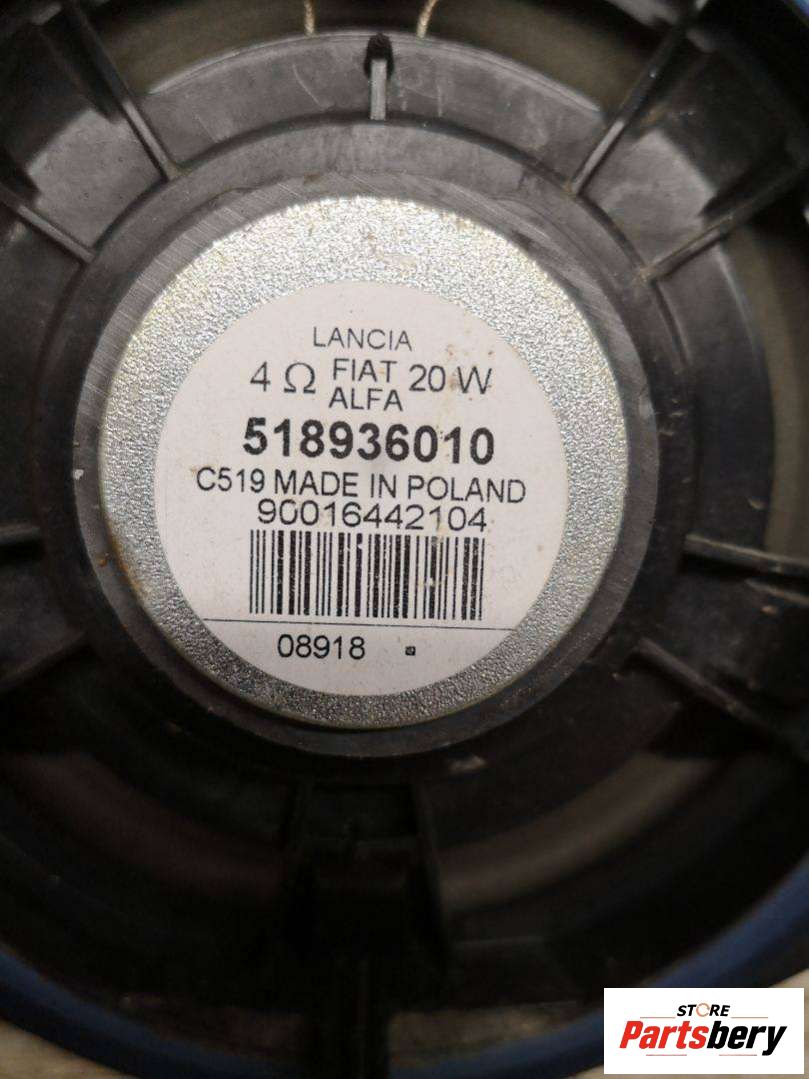 LANCIA
4 Ω FIAT 20 W
ALFA
518936010
C519 MADE IN POLAND
90016442104
08918
STORE
Partsbery